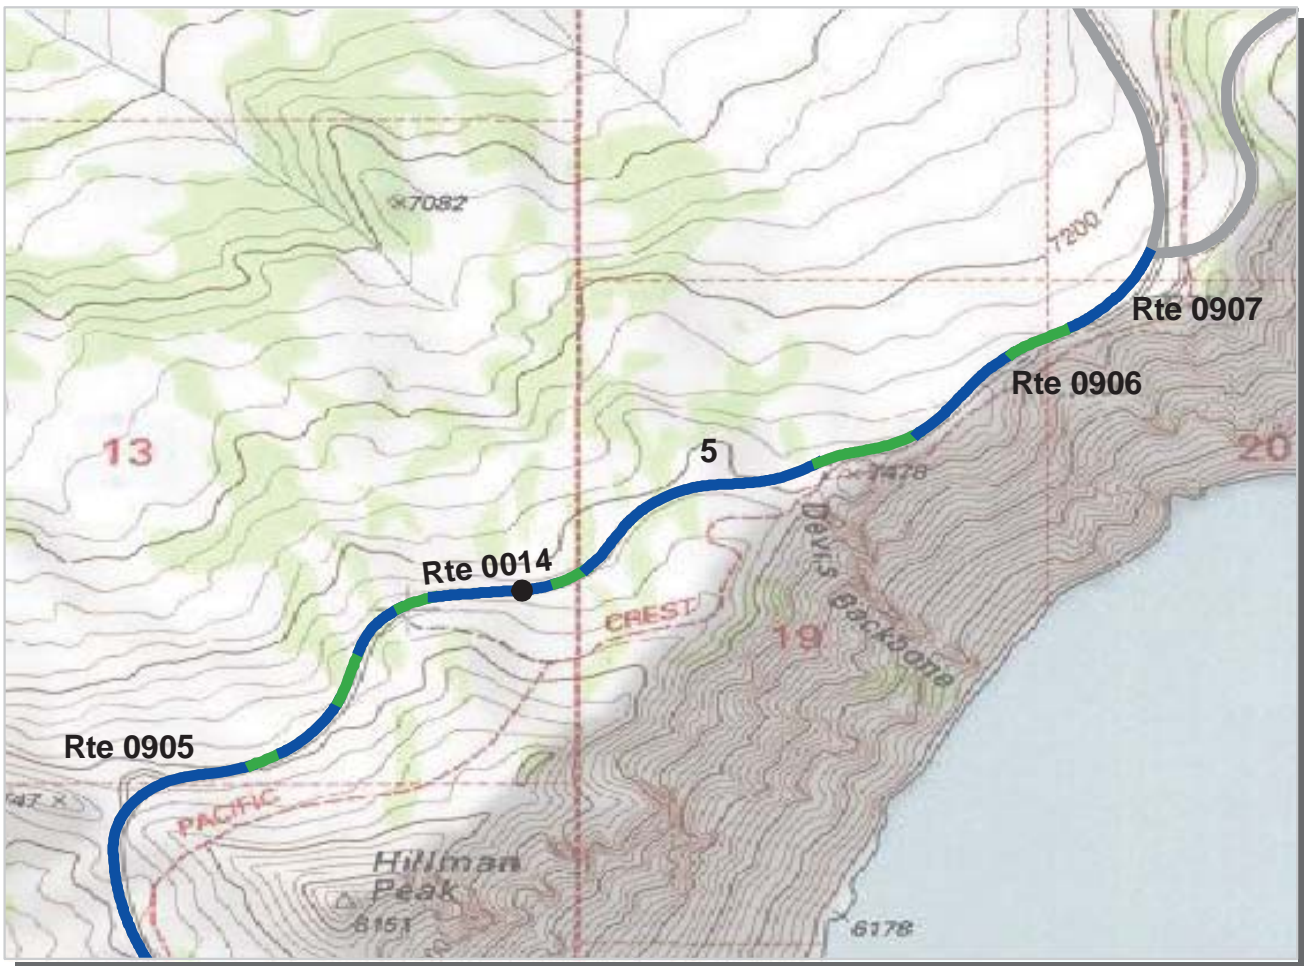 ×7082
7200
Rte 0907
Rte 0906
13
5
20
×7478
Rte 0014
Devils
Backbone
CREST
19
Rte 0905
PACIFIC
47 ×
Hillman
Peak
8151
6178